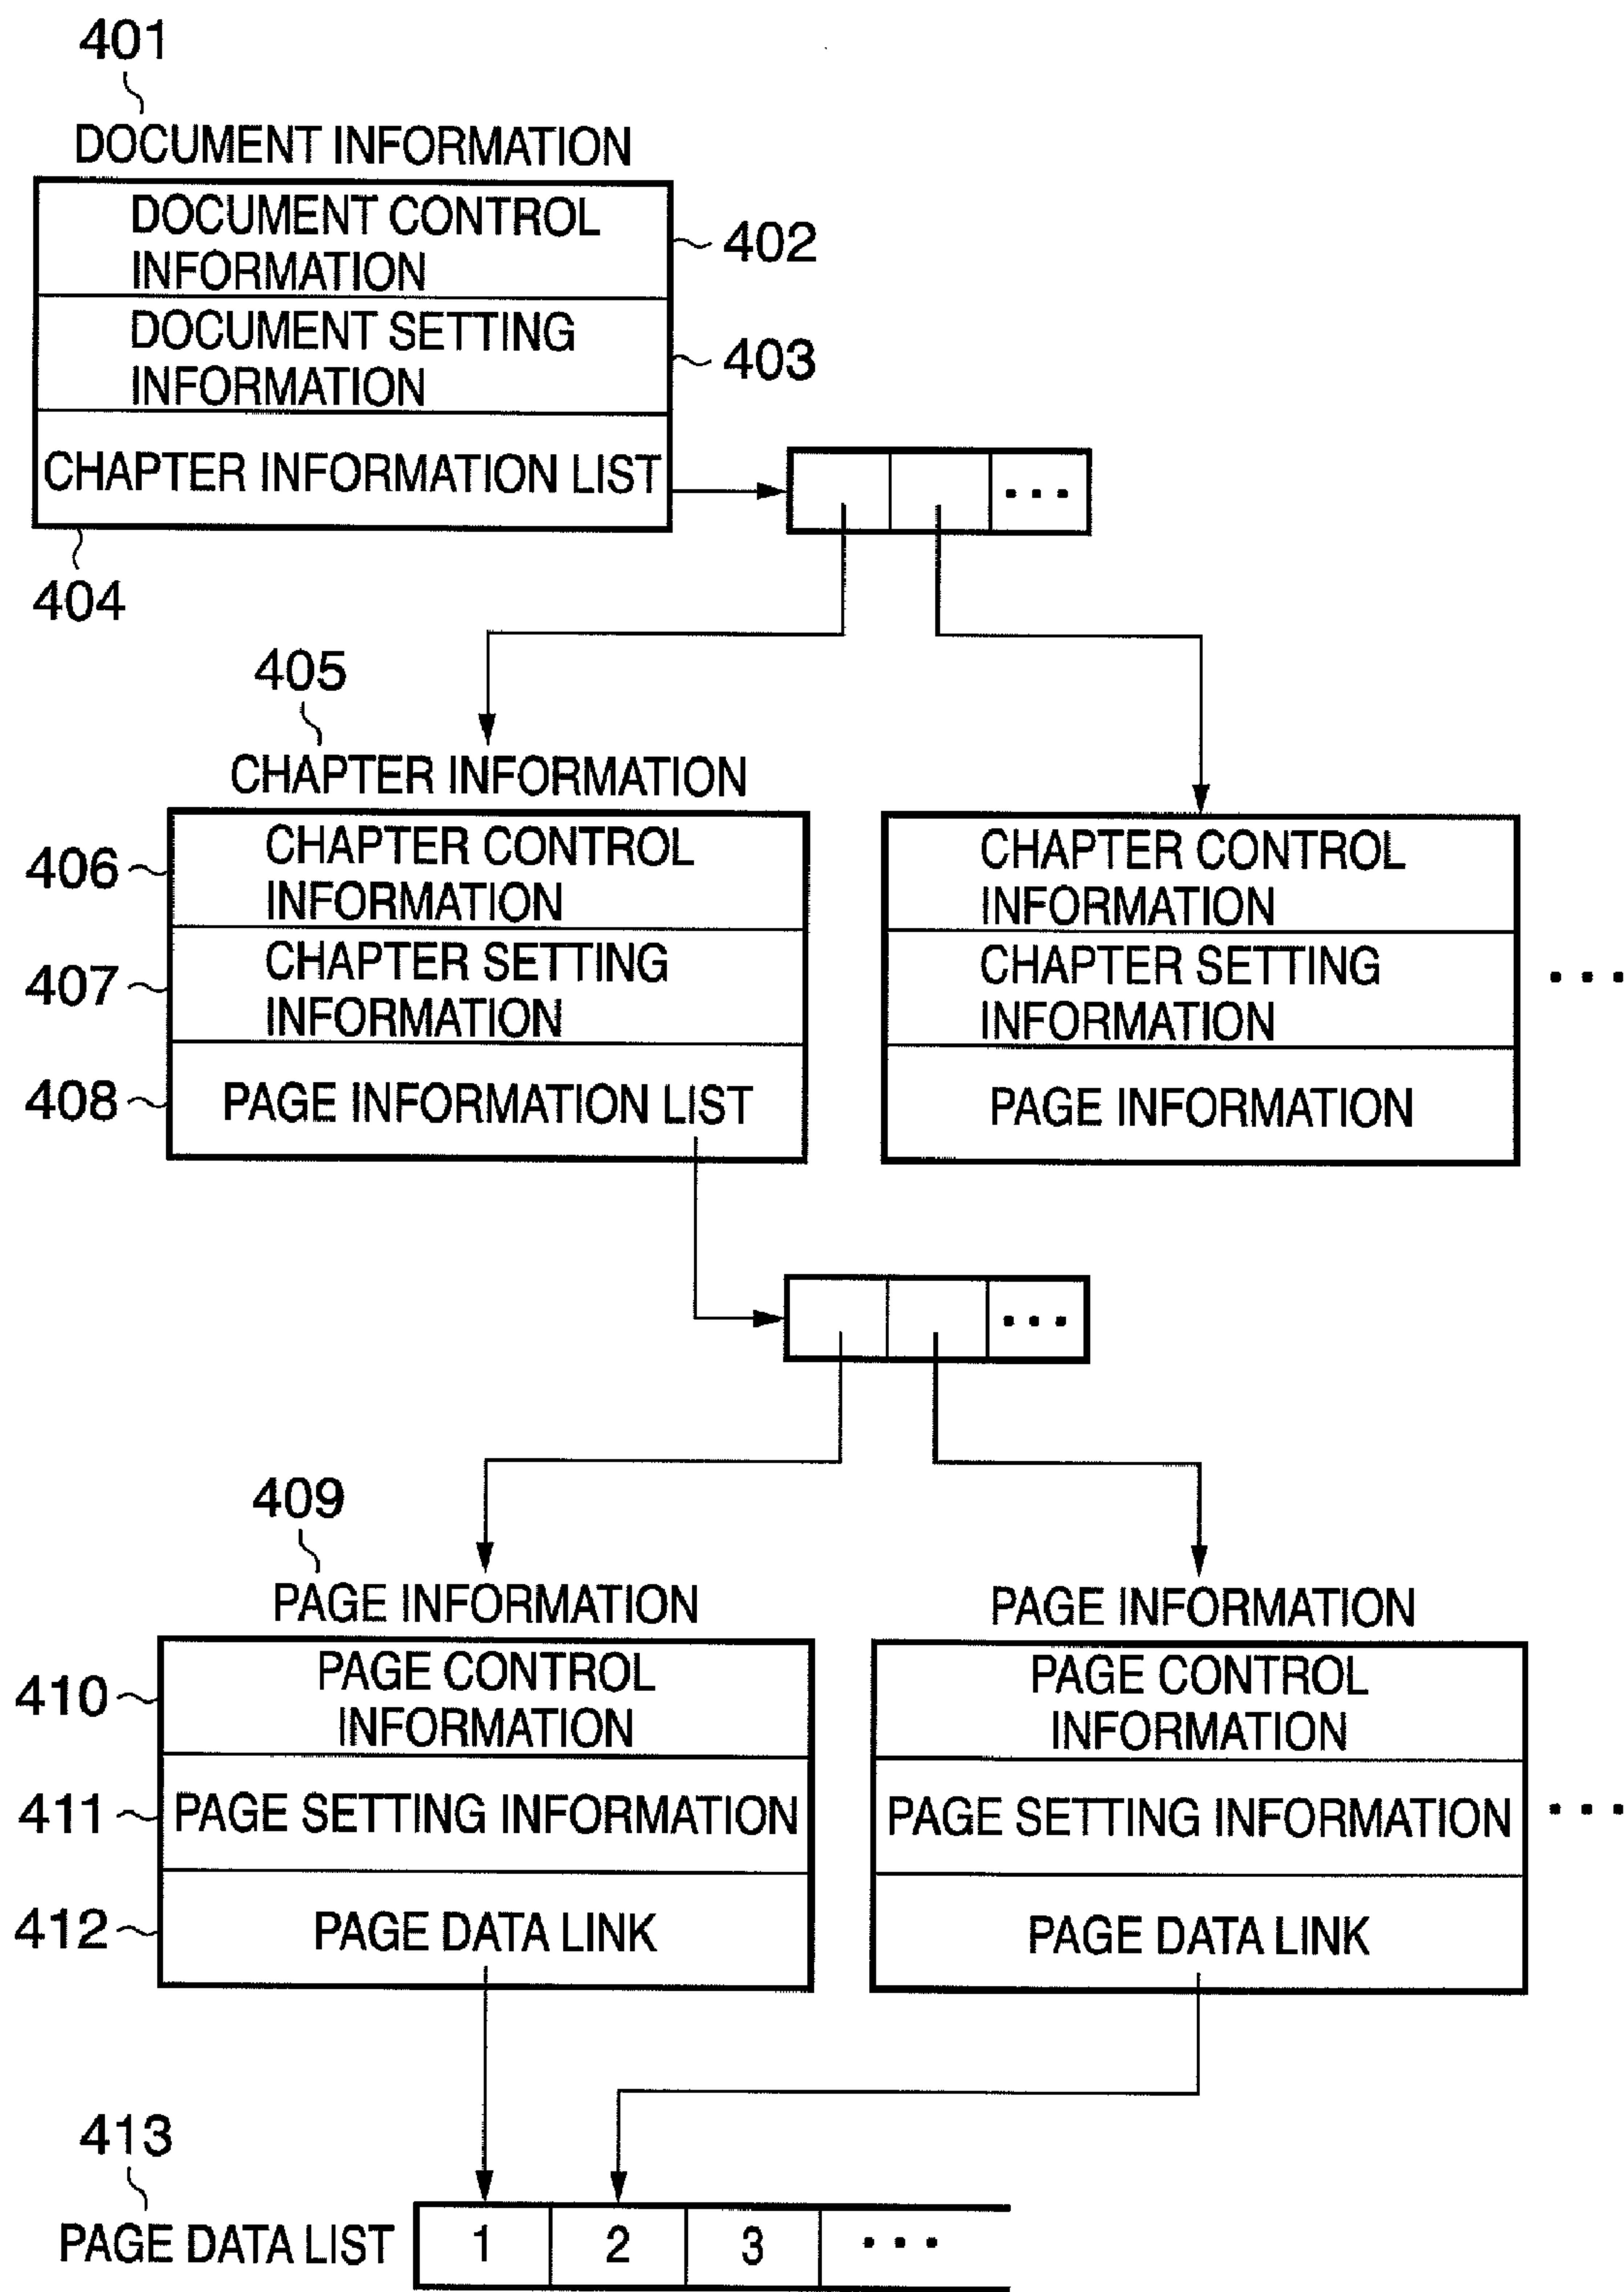 401
DOCUMENT INFORMATION
DOCUMENT CONTROL
INFORMATION
402
DOCUMENT SETTING
INFORMATION
403
CHAPTER INFORMATION LIST
...
404
405
CHAPTER INFORMATION
406
CHAPTER CONTROL
INFORMATION
407
CHAPTER SETTING
INFORMATION
408
PAGE INFORMATION LIST
CHAPTER CONTROL
INFORMATION
CHAPTER SETTING
INFORMATION
...
PAGE INFORMATION
...
409
PAGE INFORMATION
410
PAGE CONTROL
INFORMATION
411
PAGE SETTING INFORMATION
412
PAGE DATA LINK
PAGE INFORMATION
PAGE CONTROL
INFORMATION
PAGE SETTING INFORMATION
...
PAGE DATA LINK
413
PAGE DATA LIST
1
2
3
...